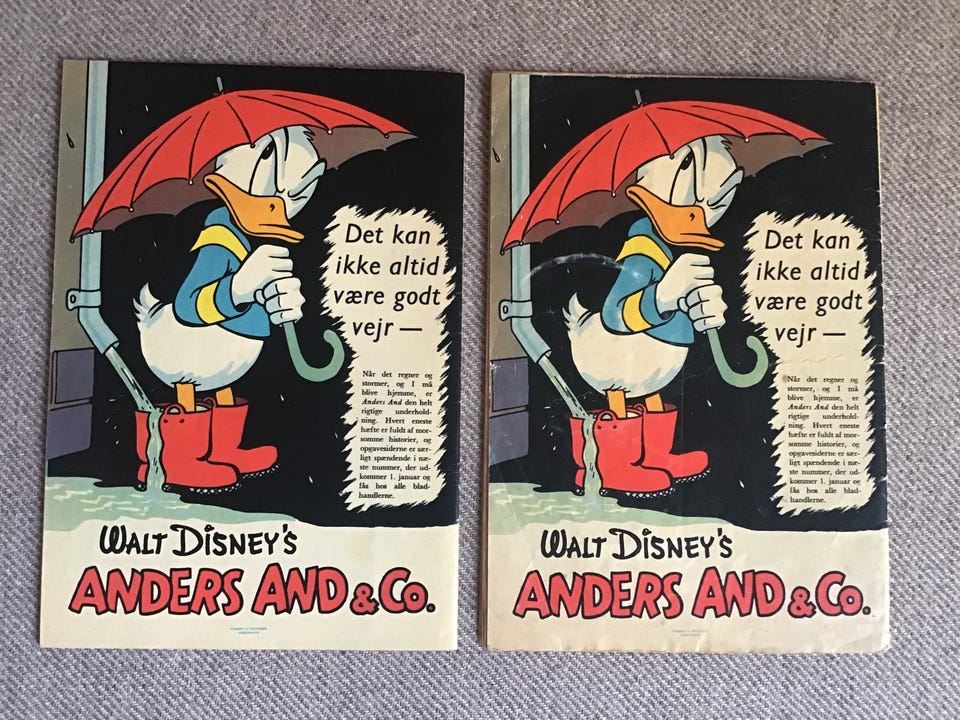 Det kan
ikke altid
være godt
vejr —
Når det regner og
stormer, og I må
blive hjemme, er
Anders And den helt
rigtige underhold-
ning. Hvert eneste
hæfte er fuldt af mor-
somme historier, og
opgavesiderne er sær-
ligt spændende i næ-
ste nummer, der ud-
kommer 1. januar og
fås hos alle blad-
handlerne.
WALT DISNEY'S
ANDERS AND & Co.
Det kan
ikke altid
være godt
vejr —
Når det regner og
stormer, og I må
blive hjemme, er
Anders And den helt
rigtige underhold-
ning. Hvert eneste
hæfte er fuldt af mor-
somme historier, og
opgavesiderne er sær-
ligt spændende i næ-
ste nummer, der ud-
kommer 1. januar og
fås hos alle blad-
handlerne.
WALT DISNEY'S
ANDERS AND & Co.